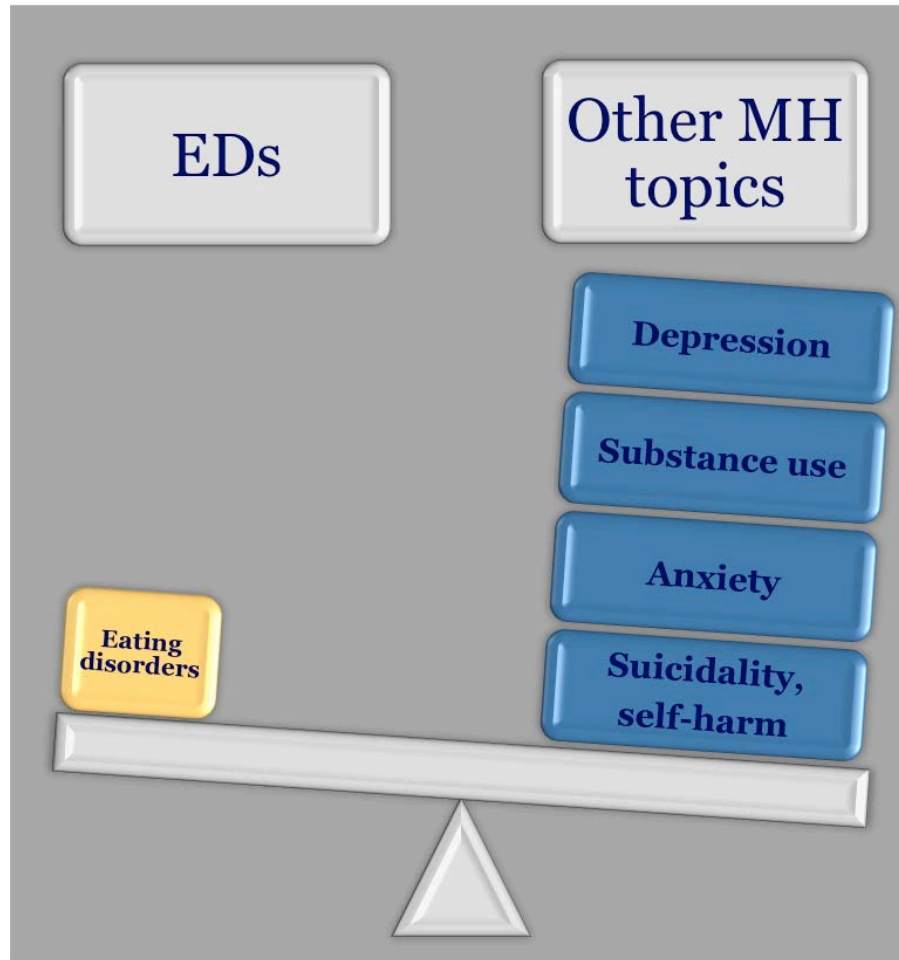 EDs
Other MH
topics
Depression
Substance use
Anxiety
Suicidality,
self-harm
Eating
disorders